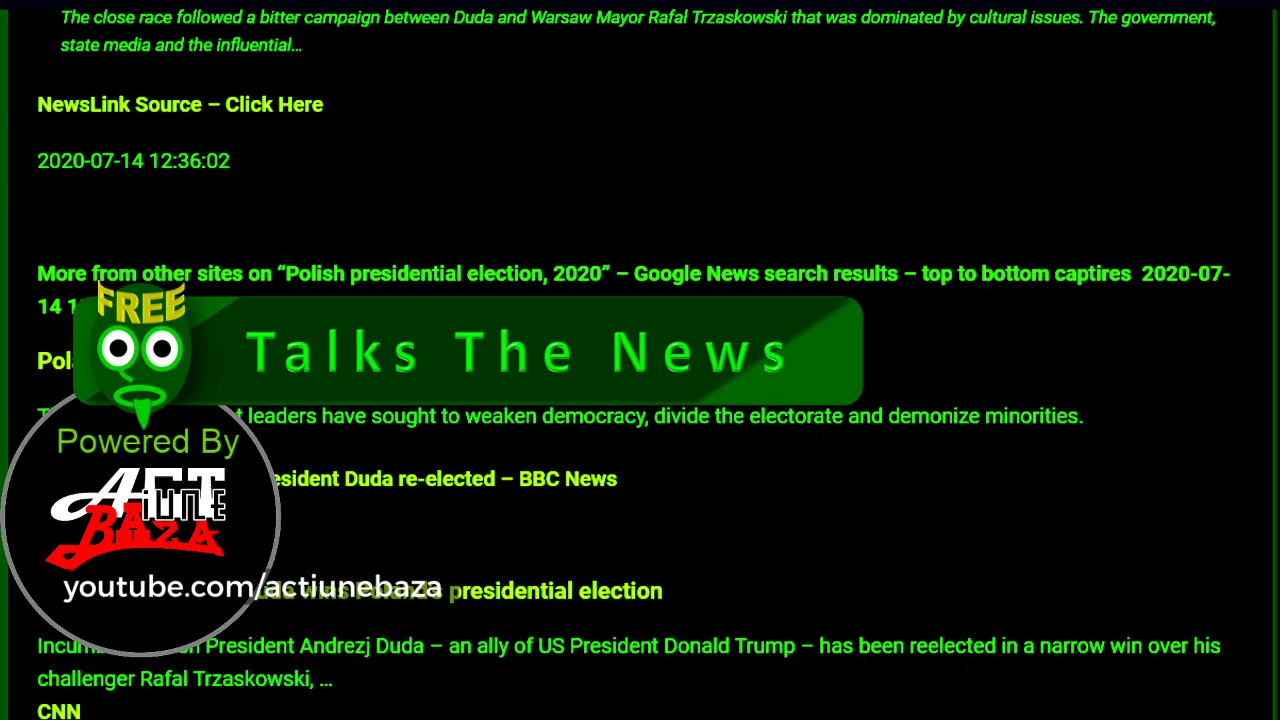 The close race followed a bitter campaign between Duda and Warsaw Mayor Rafal Trzaskowski that was dominated by cultural issues. The government,
state media and the influential…
NewsLink Source – Click Here
2020-07-14 12:36:02
More from other sites on “Polish presidential election, 2020” – Google News search results – top to bottom captires 2020-07-
14 1
FREE
Talks The News
leaders have sought to weaken democracy, divide the electorate and demonize minorities.
Powered By
esident Duda re-elected – BBC News
ACTIUNE
BAZA
youtube.com/actiunebaza
presidential election
President Andrezj Duda – an ally of US President Donald Trump – has been reelected in a narrow win over his
challenger Rafal Trzaskowski, …
CNN